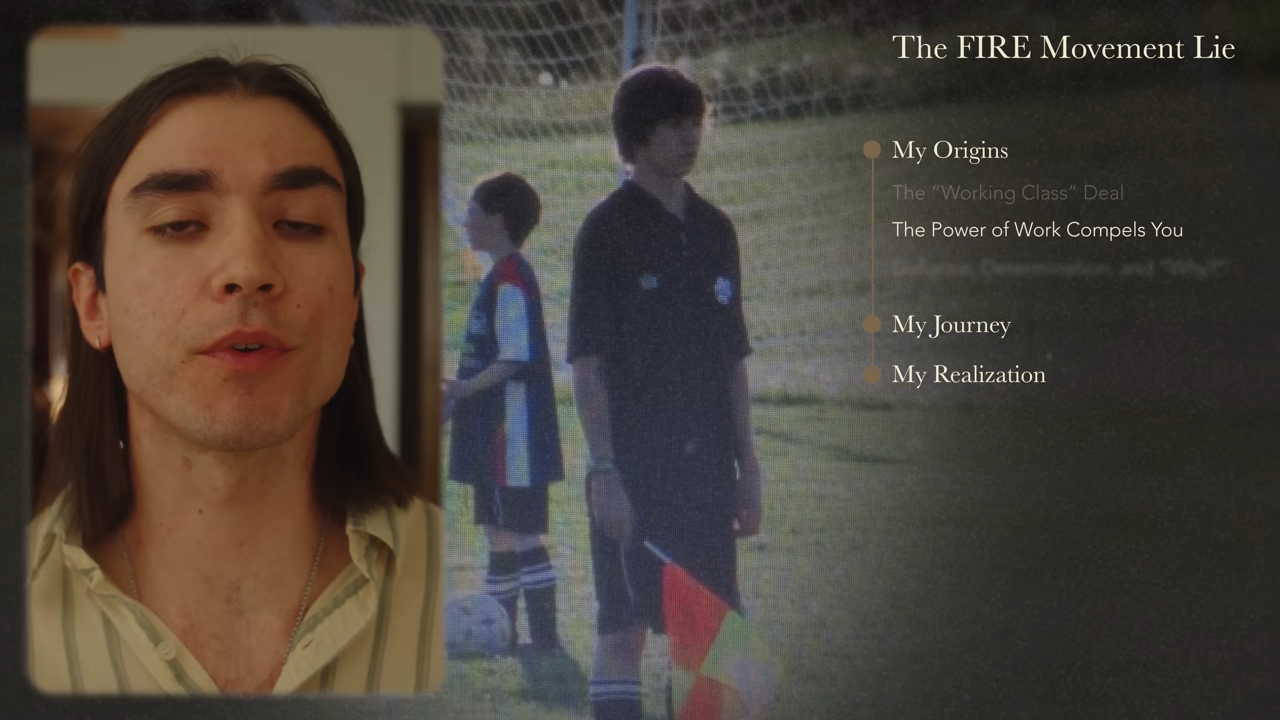 The FIRE Movement Lie
My Origins
The “Working Class” Deal
The Power of Work Compels You
My Journey
My Realization